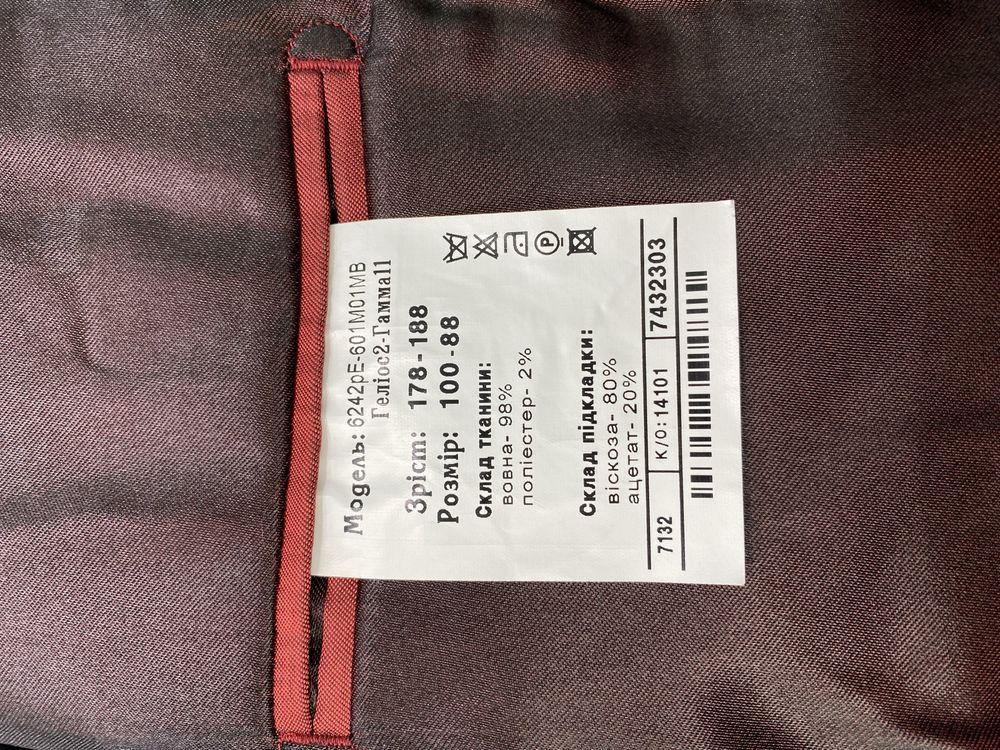 Модель: 6242рЕ-601М01МВ
Геліос2-Гамма11
Зріст: 178-188
Розмір: 100-88
Склад тканини:
вовна- 98%
поліестер- 2%
Склад підкладки:
віскоза- 80%
ацетат- 20%
7132 К/О:14101 7432303
P